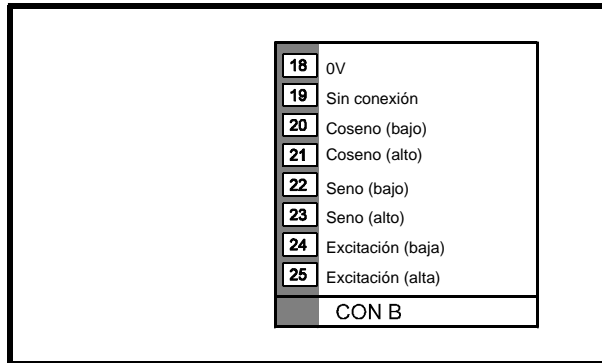 18 0V
19 Sin conexión
20 Coseno (bajo)
21 Coseno (alto)
22 Seno (bajo)
23 Seno (alto)
24 Excitación (baja)
25 Excitación (alta)
CON B